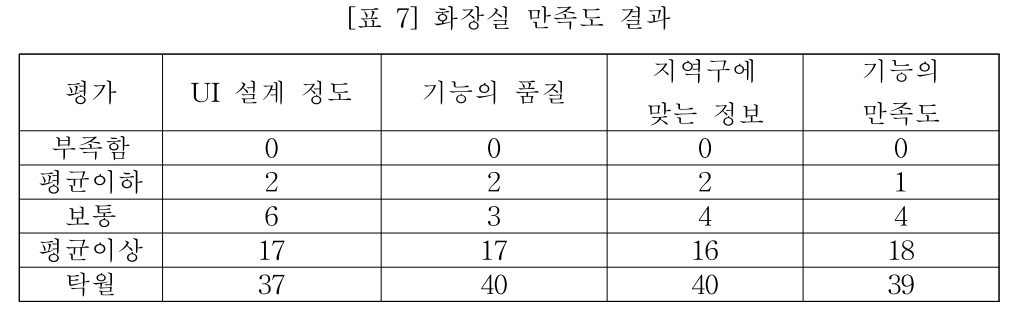 [표 7] 화장실 만족도 결과
평가 UI 설계 정도 기능의 품질 지역구에 맞는 정보 기능의 만족도
부족함 0 0 0 0
평균이하 2 2 2 1
보통 6 3 4 4
평균이상 17 17 16 18
탁월 37 40 40 39